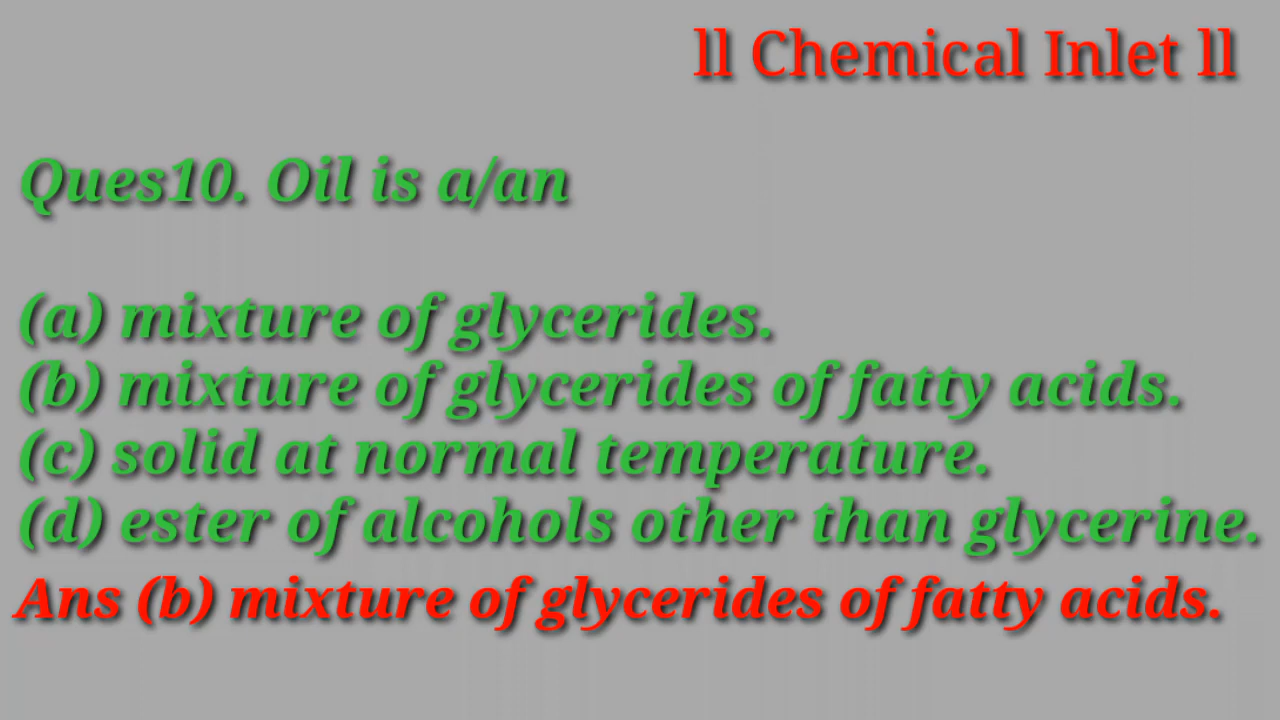 ll Chemical Inlet ll
Ques10. Oil is a/an
(a) mixture of glycerides.
(b) mixture of glycerides of fatty acids.
(c) solid at normal temperature.
(d) ester of alcohols other than glycerine.
Ans (b) mixture of glycerides of fatty acids.